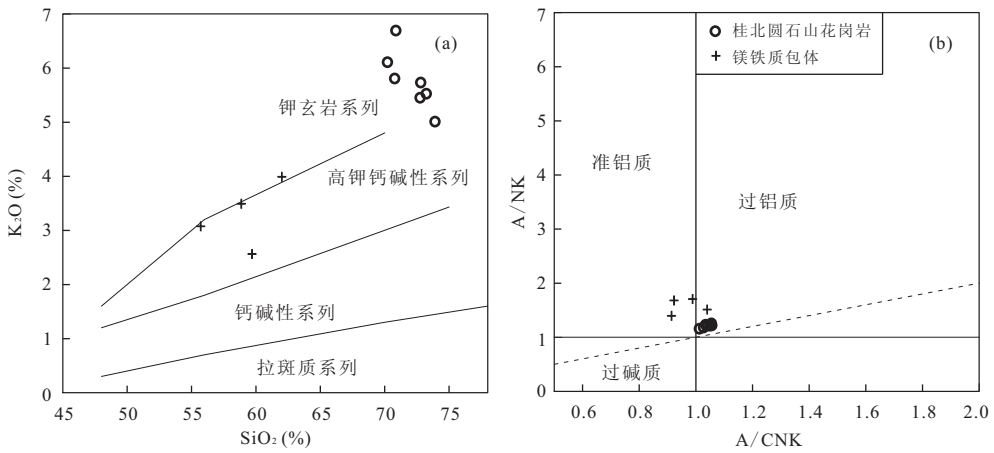 (a)
7
6
5
4
3
2
1
0
K₂O (%)
钾玄岩系列
高钾钙碱性系列
钙碱性系列
拉斑质系列
45
50
55
60
65
70
75
SiO₂ (%)
(b)
桂北圆石山花岗岩
镁铁质包体
7
6
5
4
3
2
1
0
A/NK
准铝质
过铝质
过碱质
0.6
0.8
1.0
1.2
1.4
1.6
1.8
2.0
A/CNK